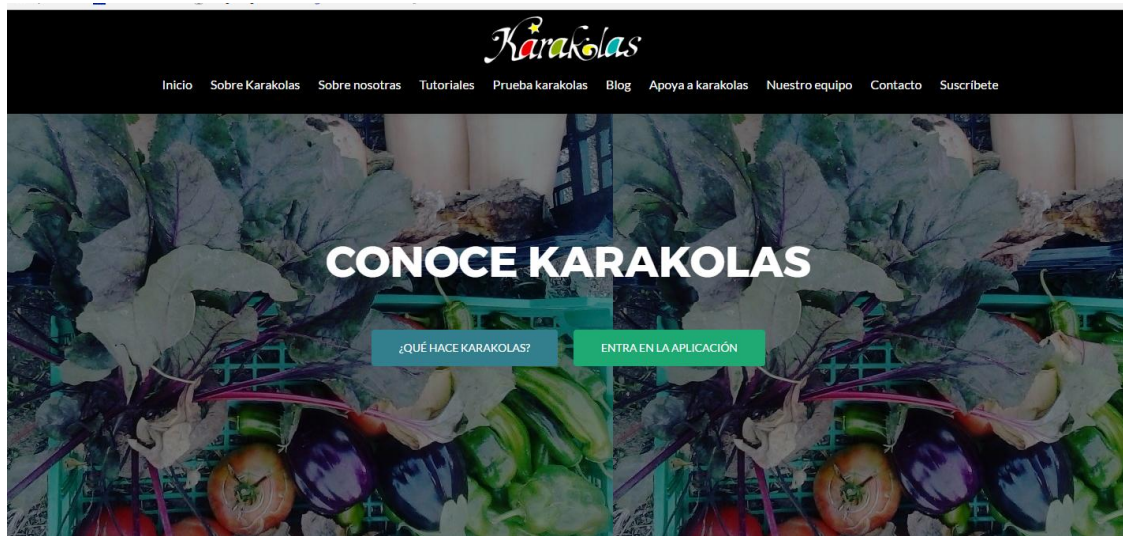 Karakolas
Inicio Sobre Karakolas Sobre nosotras Tutoriales Prueba karakolas Blog Apoya a karakolas Nuestro equipo Contacto Suscríbete
CONOCE KARAKOLAS
¿QUÉ HACE KARAKOLAS? ENTRA EN LA APLICACIÓN